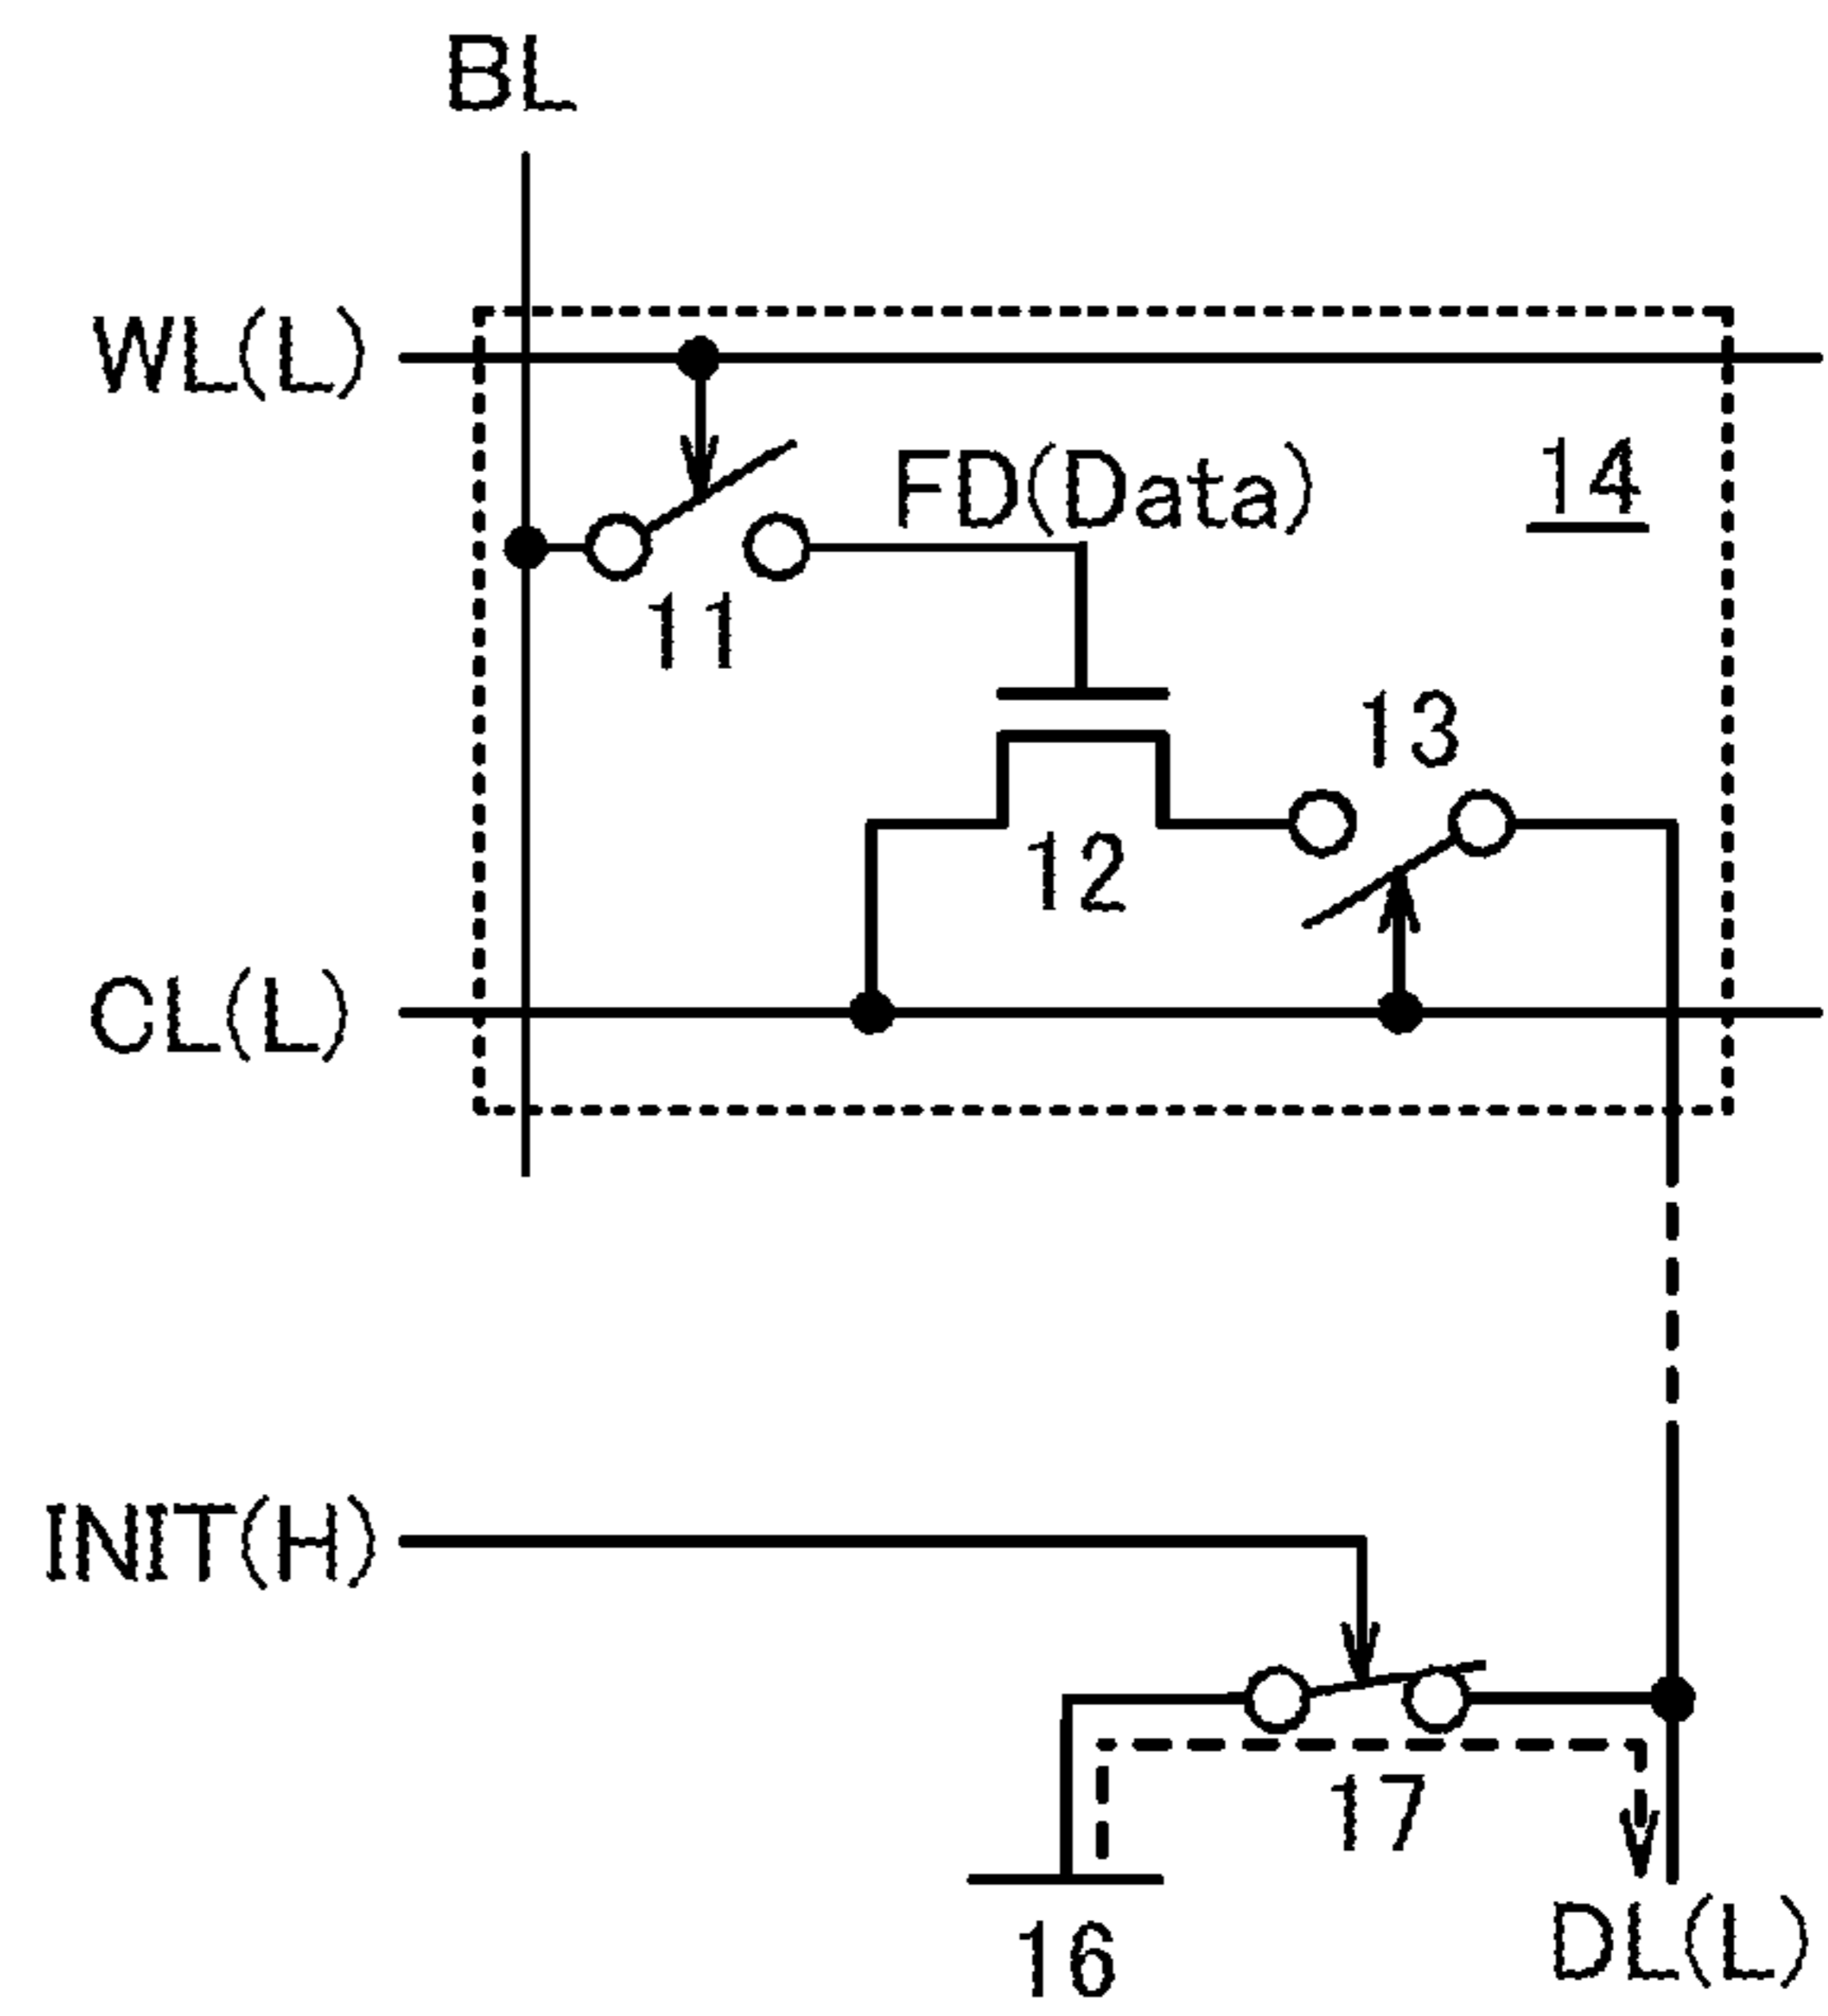 BL
WL(L)
FD(Data)
14
11
13
12
CL(L)
INIT(H)
17
16
DL(L)